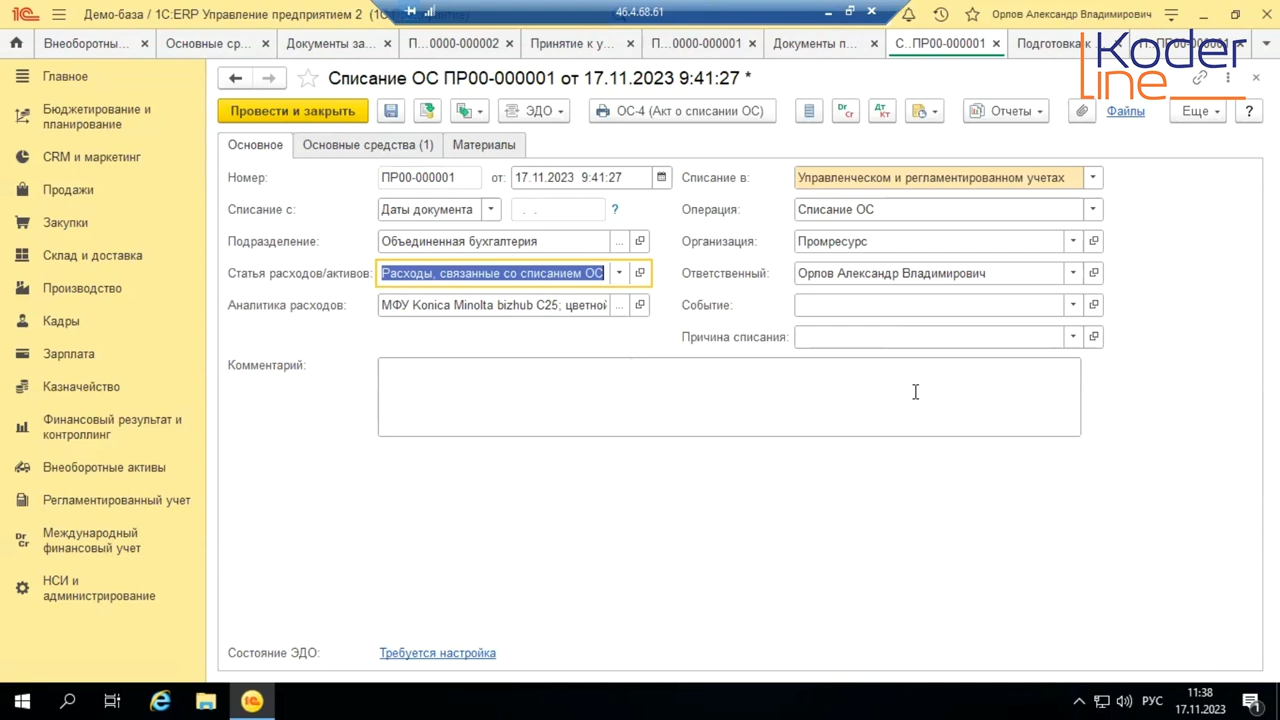 Демо-база / 1С:ERP Управление предприятием 2 (1С:
46.4.68.61
Орлов Александр Владимирович
Внеоборотны...
Основные ср...
Документы за...
П...0000-000002
Принятие к у...
П...0000-000001
Документы п...
С...ПР00-000001
Подготовка к
Koder
line
Главное
Бюджетирование и
планирование
CRM и маркетинг
Продажи
Закупки
Склад и доставка
Производство
Кадры
Зарплата
Казначейство
Финансовый результат и
контроллинг
Внеоборотные активы
Регламентированный учет
Международный
финансовый учет
НСИ и
администрирование
Списание ОС ПР00-000001 от 17.11.2023 9:41:27 *
Провести и закрыть
ЭДО
ОС-4 (Акт о списании ОС)
Dr
Cr
Дт
Кт
Отчеты
Файлы
Еще
?
Основное
Основные средства (1)
Материалы
Номер: ПР00-000001 от: 17.11.2023 9:41:27
Списание в: Управленческом и регламентированном учетах
Списание с: Даты документа . . ?
Операция: Списание ОС
Подразделение: Объединенная бухгалтерия
Организация: Промресурс
Статья расходов/активов: Расходы, связанные со списанием ОС
Ответственный: Орлов Александр Владимирович
Аналитика расходов: МФУ Konica Minolta bizhub C25; цветной
Событие:
Причина списания:
Комментарий:
Состояние ЭДО: Требуется настройка
РУС
11:38
17.11.2023
1